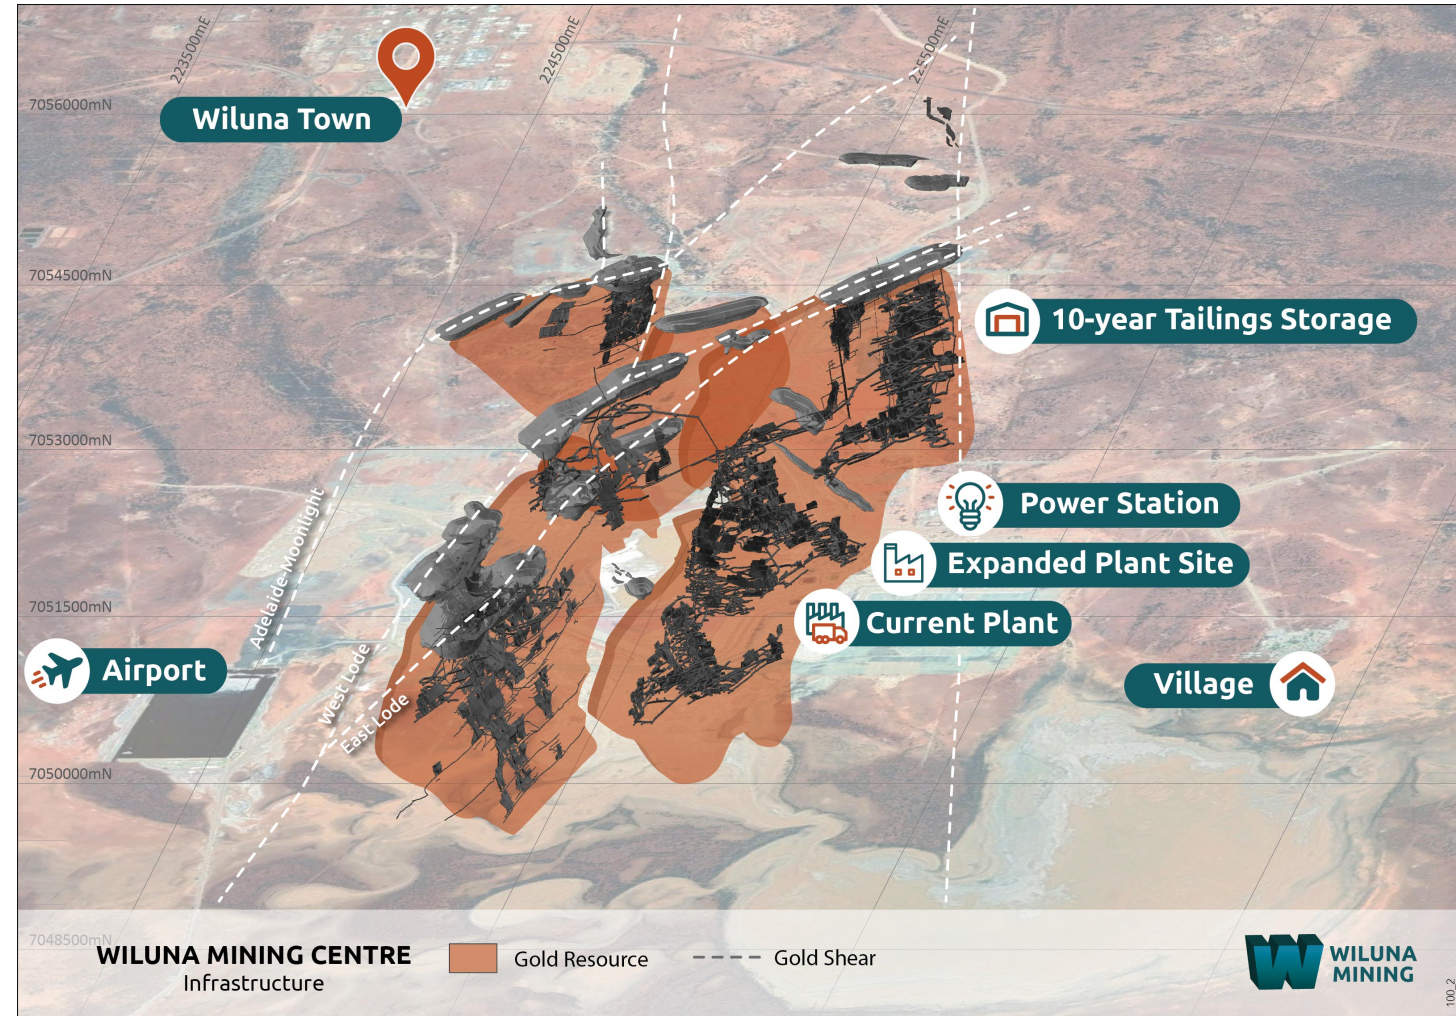 223500mE
224500mE
225500mE
7056000mN
Wiluna Town
7054500mN
10-year Tailings Storage
7053000mN
Power Station
Expanded Plant Site
Adelaide-Moonlight
7051500mN
Current Plant
Airport
West Lode
East Lode
Village
7050000mN
7048500mN
WILUNA MINING CENTRE
Infrastructure
Gold Resource
Gold Shear
W
WILUNA
MINING
100_2